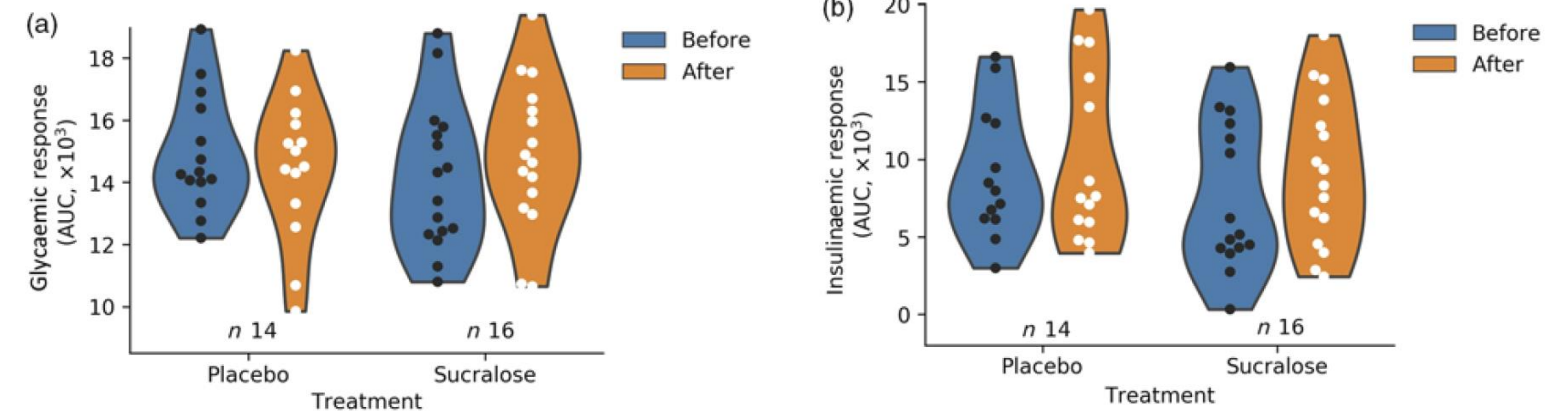 (a)
Glycaemic response
(AUC, ×10³)
18
16
14
12
10
n 14
n 16
Placebo
Sucralose
Treatment
Before
After
(b)
Insulinaemic response
(AUC, ×10³)
20
15
10
5
0
n 14
n 16
Placebo
Sucralose
Treatment
Before
After